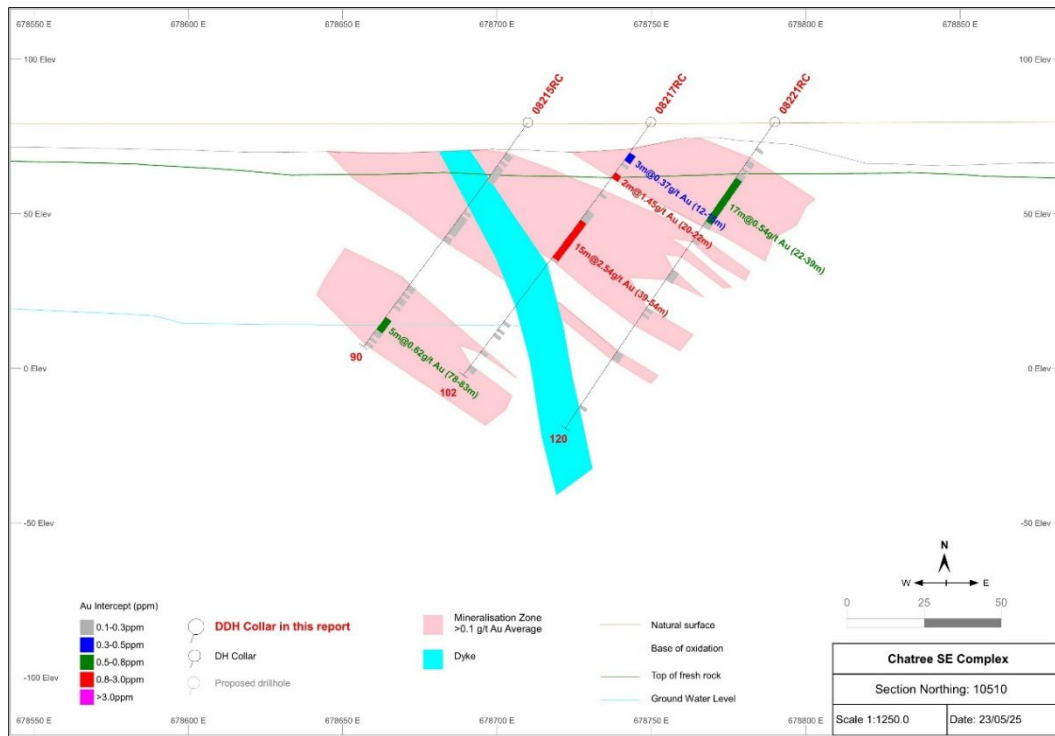 678550 E 678600 E 678650 E 678700 E 678750 E 678800 E 678850 E
100 Elev 100 Elev
08215RC
08217RC
08221RC
3m@0.37g/t Au
2m@1.45g/t Au (20-22m)
50 Elev 50 Elev
17m@0.54g/t Au (22-39m)
15m@2.54g/t Au (39-54m)
5m@0.62g/t Au (78-83m)
90
0 Elev 0 Elev
102
120
-50 Elev -50 Elev
Au Intercept (ppm)
0.1-0.3ppm
0.3-0.5ppm
0.5-0.8ppm
0.8-3.0ppm
>3.0ppm
DDH Collar in this report
DH Collar
Proposed drillhole
Mineralisation Zone
>0.1 g/t Au Average
Dyke
Natural surface
Base of oxidation
Top of fresh rock
Ground Water Level
N
W E
0 25 50
Chatree SE Complex
Section Northing: 10510
Scale 1:1250.0 Date: 23/05/25
-100 Elev -100 Elev
678550 E 678600 E 678650 E 678700 E 678750 E 678800 E